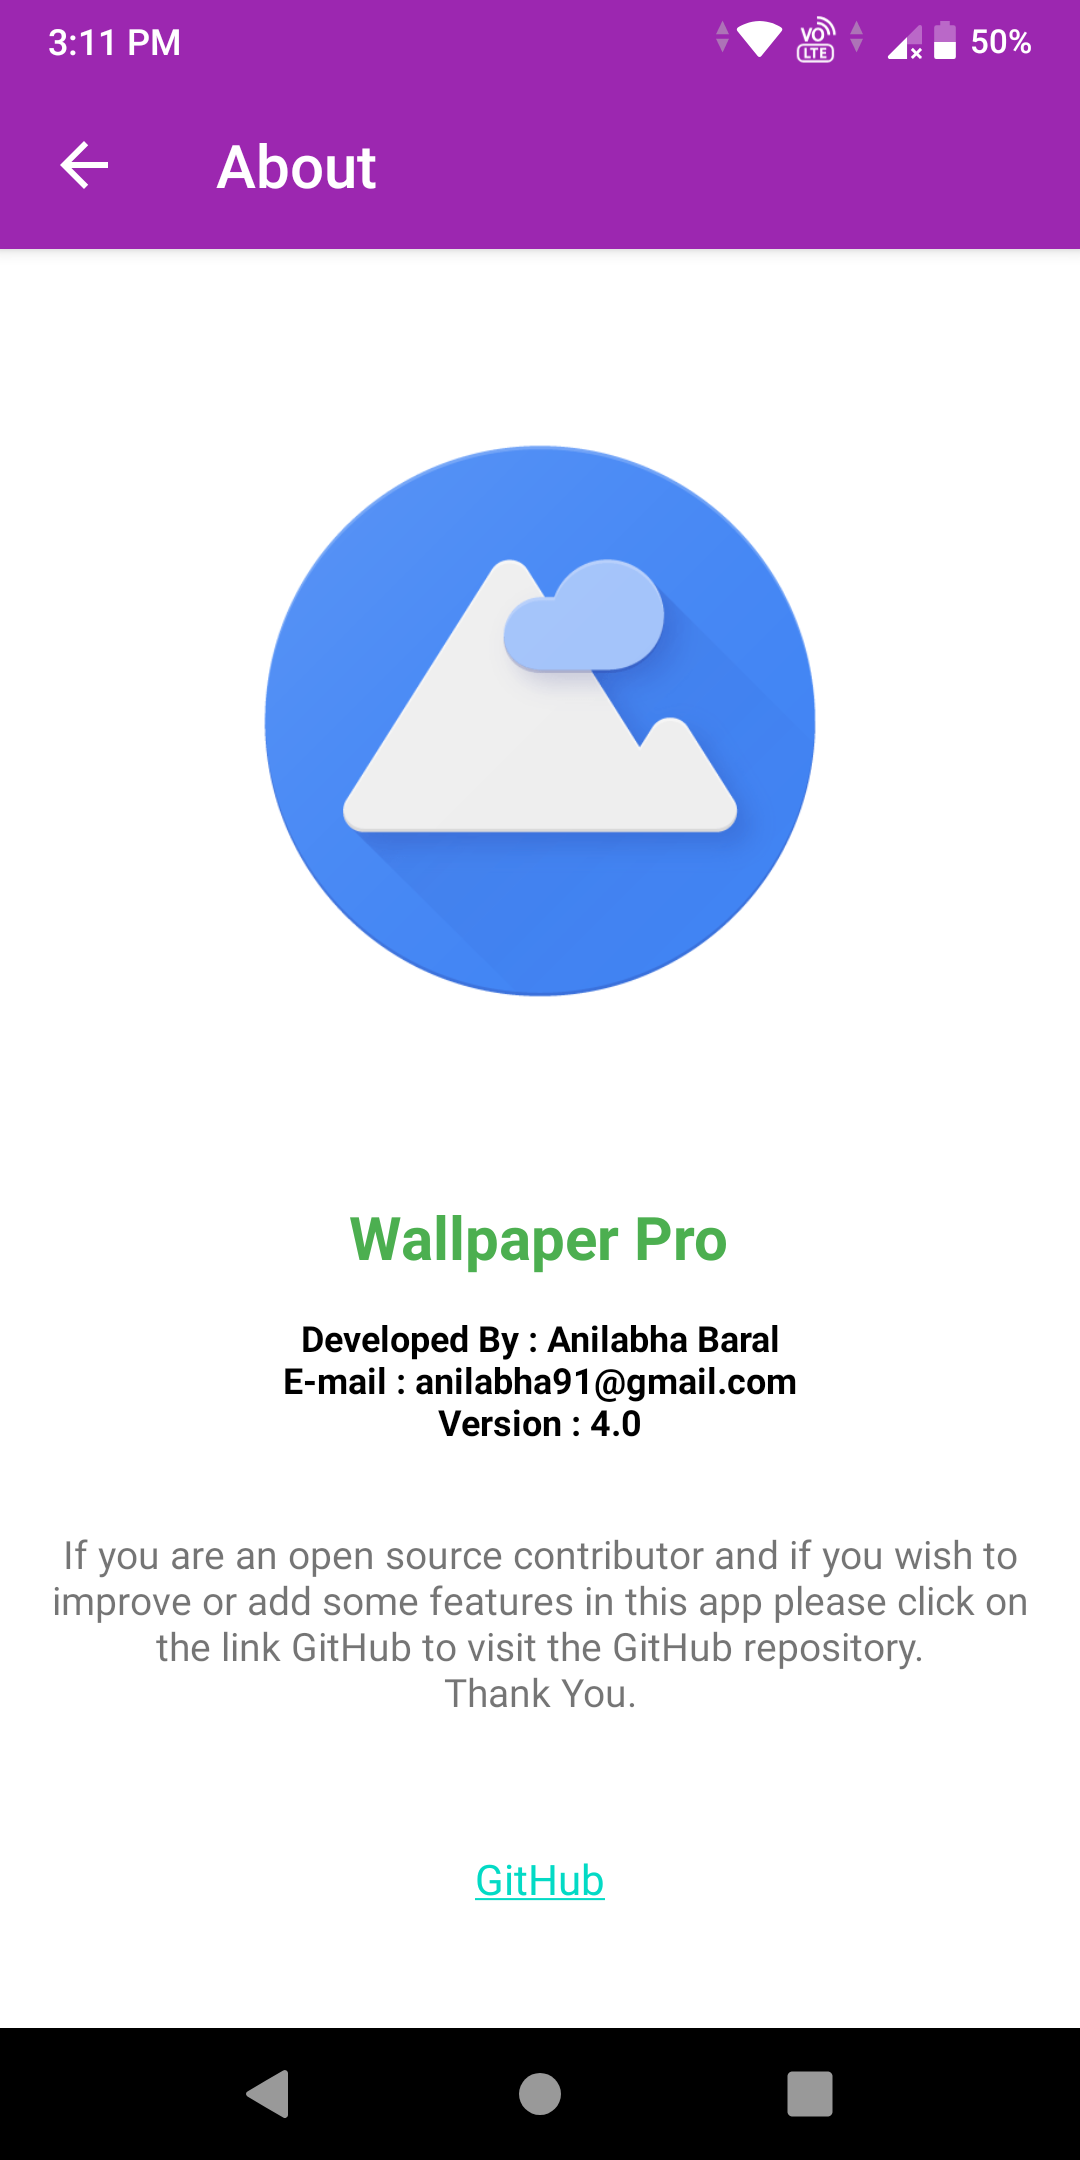 3:11 PM
VO
LTE
50%
About
Wallpaper Pro
Developed By : Anilabha Baral
E-mail : anilabha91@gmail.com
Version : 4.0
If you are an open source contributor and if you wish to
improve or add some features in this app please click on
the link GitHub to visit the GitHub repository.
Thank You.
GitHub